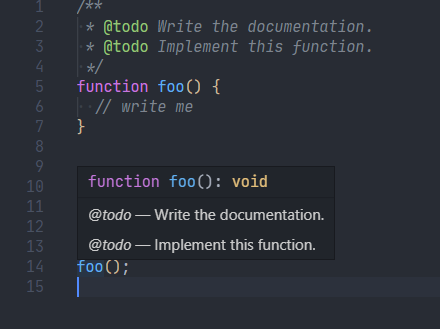 1 /**
2  * @todo Write the documentation.
3  * @todo Implement this function.
4  */
5 function foo() {
6   // write me
7 }
8
9
10
function foo(): void
11
@todo — Write the documentation.
12
13
@todo — Implement this function.
14 foo();
15